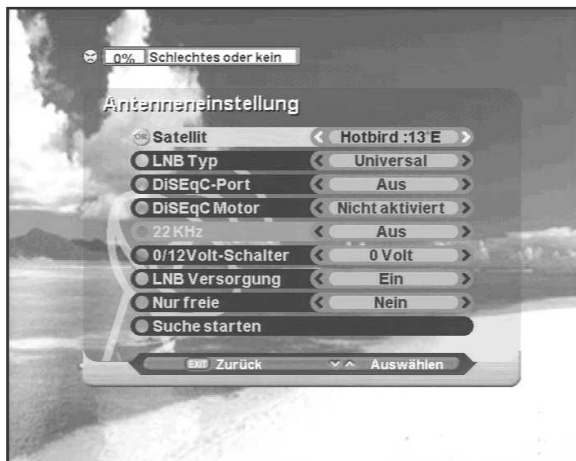 0% Schlechtes oder kein
Antenneneinstellung
OK Satellit Hotbird :13°E
LNB Typ Universal
DiSEqC-Port Aus
DiSEqC Motor Nicht aktiviert
22 KHz Aus
0/12Volt-Schalter 0 Volt
LNB Versorgung Ein
Nur freie Nein
Suche starten
EXIT Zurück Auswählen